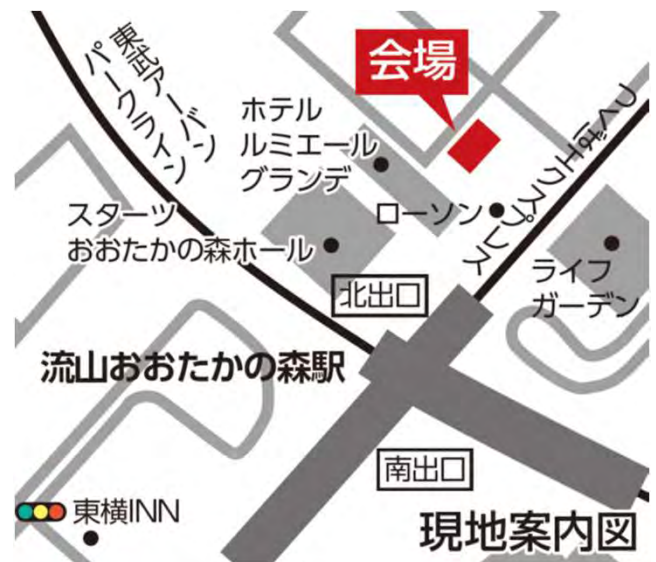 東武アーバン
パークライン
会場
ホテル
ルミエール
グランデ
つくばエクスプレス
スターツ
おおたかの森ホール
ローソン
北出口
ライフ
ガーデン
流山おおたかの森駅
南出口
東横INN
現地案内図